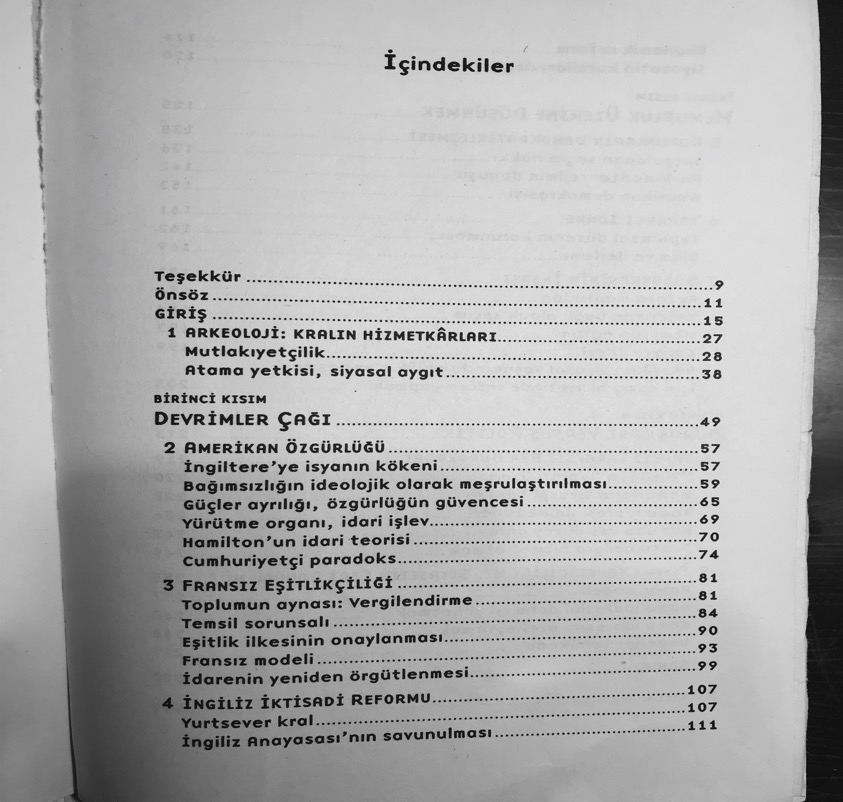 İçindekiler
Teşekkür ........ 9
Önsöz ........ 11
GİRİŞ ........ 15
1 ARKEOLOJİ: KRALIN HİZMETKÂRLARI ........ 27
Mutlakıyetçilik ........ 28
Atama yetkisi, siyasal aygıt ........ 38
BİRİNCİ KISIM
DEVRİMLER ÇAĞI ........ 49
2 AMERİKAN ÖZGÜRLÜĞÜ ........ 57
İngiltere'ye isyanın kökeni ........ 57
Bağımsızlığın ideolojik olarak meşrulaştırılması ........ 59
Güçler ayrılığı, özgürlüğün güvencesi ........ 65
Yürütme organı, idari işlev ........ 69
Hamilton'un idari teorisi ........ 70
Cumhuriyetçi paradoks ........ 74
3 FRANSIZ EŞİTLİKÇİLİĞİ ........ 81
Toplumun aynası: Vergilendirme ........ 81
Temsil sorunsalı ........ 84
Eşitlik ilkesinin onaylanması ........ 90
Fransız modeli ........ 93
İdarenin yeniden örgütlenmesi ........ 99
4 İNGİLİZ İKTİSADİ REFORMU ........ 107
Yurtsever kral ........ 107
İngiliz Anayasası'nın savunulması ........ 111